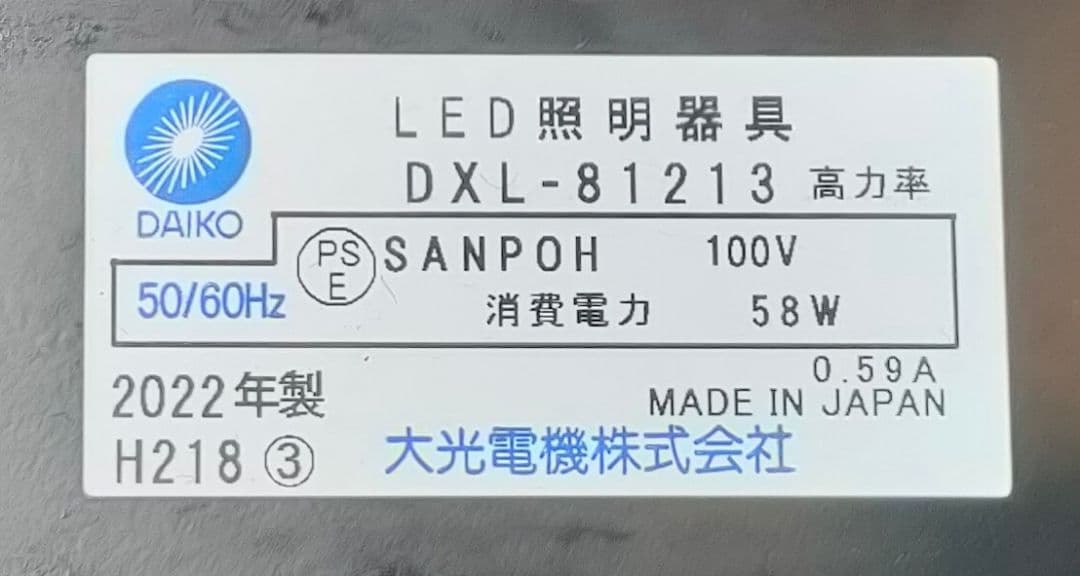 DAIKO
LED照明器具
DXL-81213 高力率
PS
E
SANPOH 100V
50/60Hz
消費電力 58W
0.59A
2022年製
MADE IN JAPAN
H218 ③
大光電機株式会社